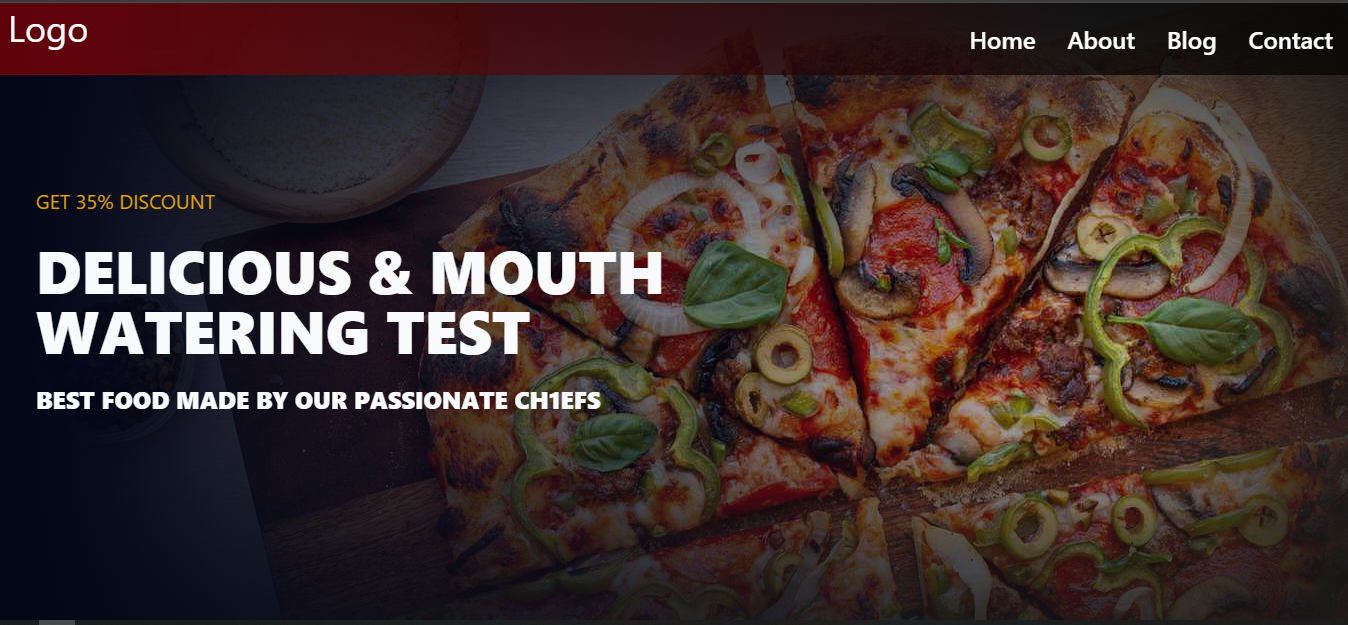 Logo
Home About Blog Contact
GET 35% DISCOUNT
DELICIOUS & MOUTH
WATERING TEST
BEST FOOD MADE BY OUR PASSIONATE CH1EFS